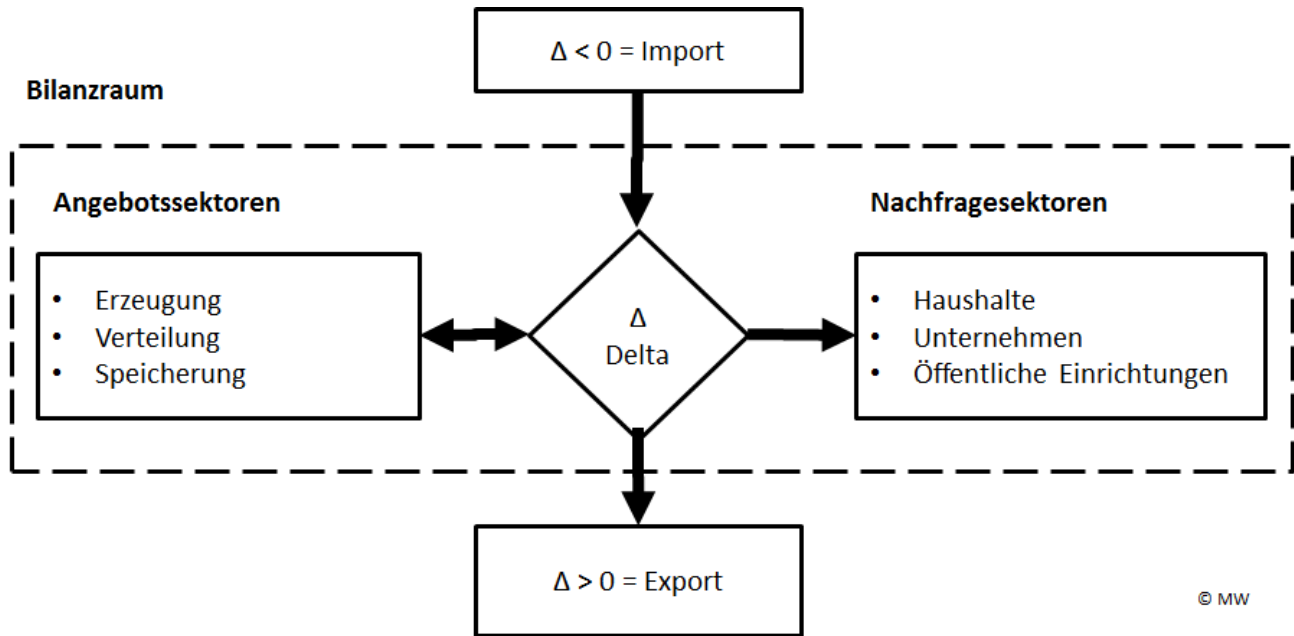 Δ < 0 = Import
Bilanzraum
Angebotssektoren
• Erzeugung
• Verteilung
• Speicherung
Δ
Delta
Nachfragesektoren
• Haushalte
• Unternehmen
• Öffentliche Einrichtungen
Δ > 0 = Export
© MW